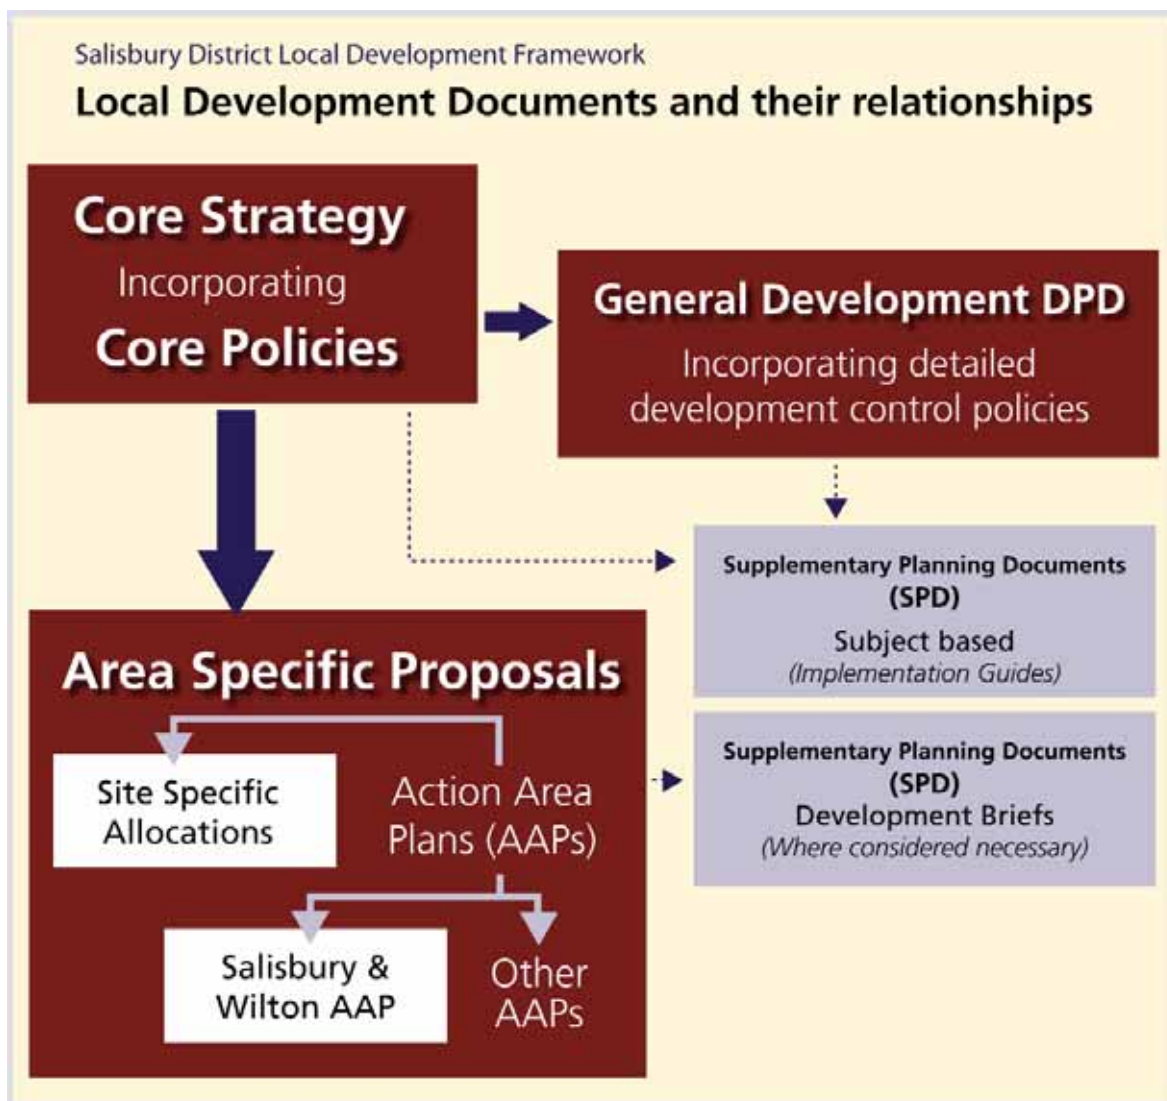 Salisbury District Local Development Framework
Local Development Documents and their relationships
Core Strategy
Incorporating
Core Policies
General Development DPD
Incorporating detailed
development control policies
Supplementary Planning Documents
(SPD)
Subject based
(Implementation Guides)
Area Specific Proposals
Site Specific
Allocations
Action Area
Plans (AAPs)
Salisbury &
Wilton AAP
Other
AAPs
Supplementary Planning Documents
(SPD)
Development Briefs
(Where considered necessary)